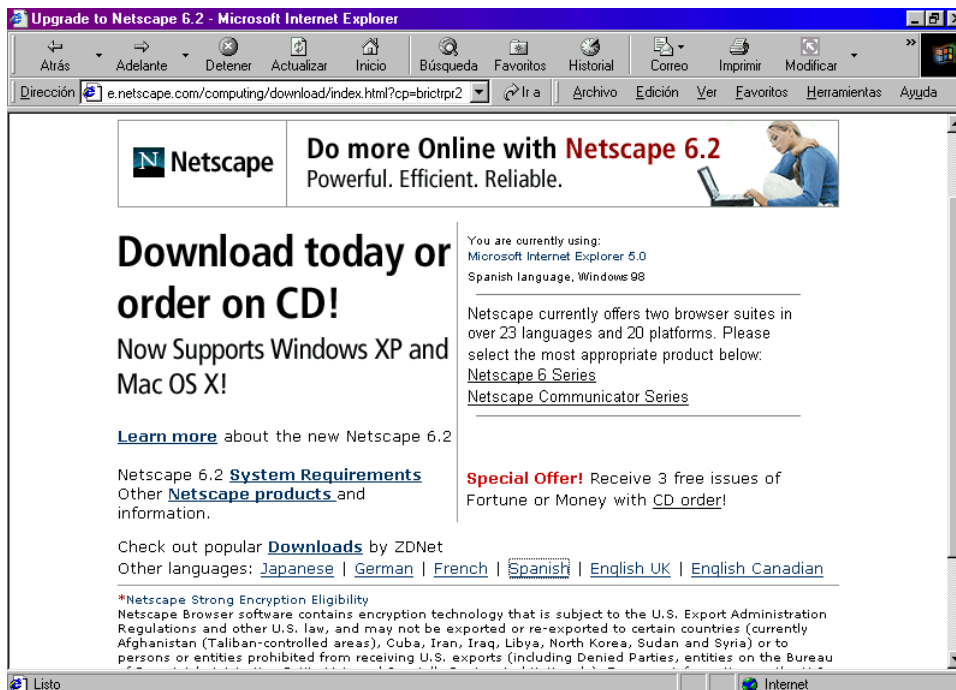 Upgrade to Netscape 6.2 - Microsoft Internet Explorer
Atrás Adelante Detener Actualizar Inicio Búsqueda Favoritos Historial Correo Imprimir Modificar »
Dirección e.netscape.com/computing/download/index.html?cp=brictrpr2 Ir a Archivo Edición Ver Favoritos Herramientas Ayuda
N Netscape
Do more Online with Netscape 6.2
Powerful. Efficient. Reliable.
Download today or
order on CD!
Now Supports Windows XP and
Mac OS X!
Learn more about the new Netscape 6.2
Netscape 6.2 System Requirements
Other Netscape products and
information.
You are currently using:
Microsoft Internet Explorer 5.0
Spanish language, Windows 98
Netscape currently offers two browser suites in
over 23 languages and 20 platforms. Please
select the most appropriate product below:
Netscape 6 Series
Netscape Communicator Series
Special Offer! Receive 3 free issues of
Fortune or Money with CD order!
Check out popular Downloads by ZDNet
Other languages: Japanese | German | French | Spanish | English UK | English Canadian
*Netscape Strong Encryption Eligibility
Netscape Browser software contains encryption technology that is subject to the U.S. Export Administration
Regulations and other U.S. law, and may not be exported or re-exported to certain countries (currently
Afghanistan (Taliban-controlled areas), Cuba, Iran, Iraq, Libya, North Korea, Sudan and Syria) or to
persons or entities prohibited from receiving U.S. exports (including Denied Parties, entities on the Bureau
Listo Internet